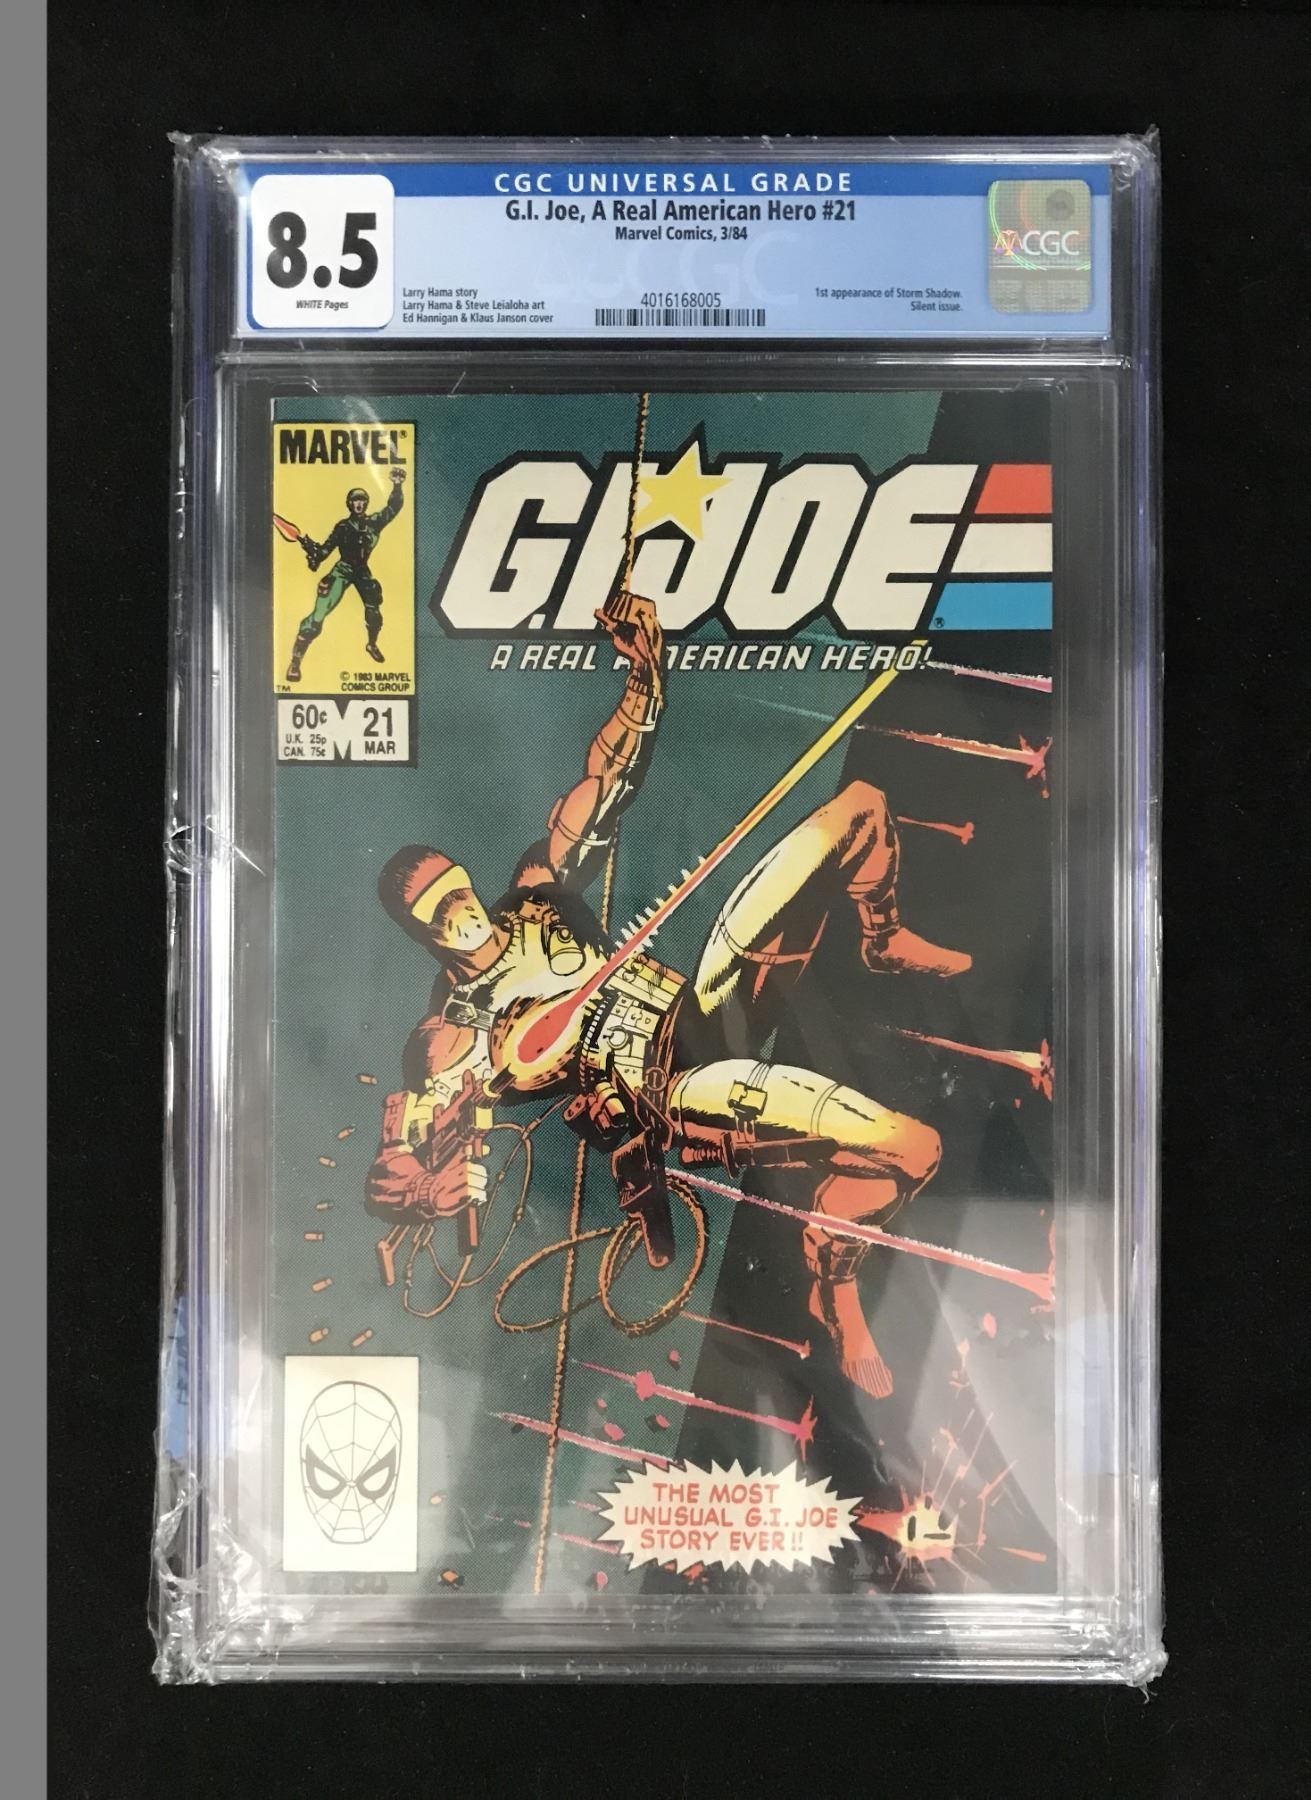 CGC UNIVERSAL GRADE
G.I. Joe, A Real American Hero #21
Marvel Comics, 3/84
8.5
WHITE Pages
Larry Hama story
Larry Hama & Steve Leialoha art
Ed Hannigan & Klaus Janson cover
4016168005
1st appearance of Storm Shadow.
Silent issue.
CGC
MARVEL®
© 1983 MARVEL
COMICS GROUP
TM
60¢
U.K. 25p
CAN. 75¢
M
21
MAR
G.I. JOE®
A REAL AMERICAN HERO!
THE MOST
UNUSUAL G.I. JOE
STORY EVER!!